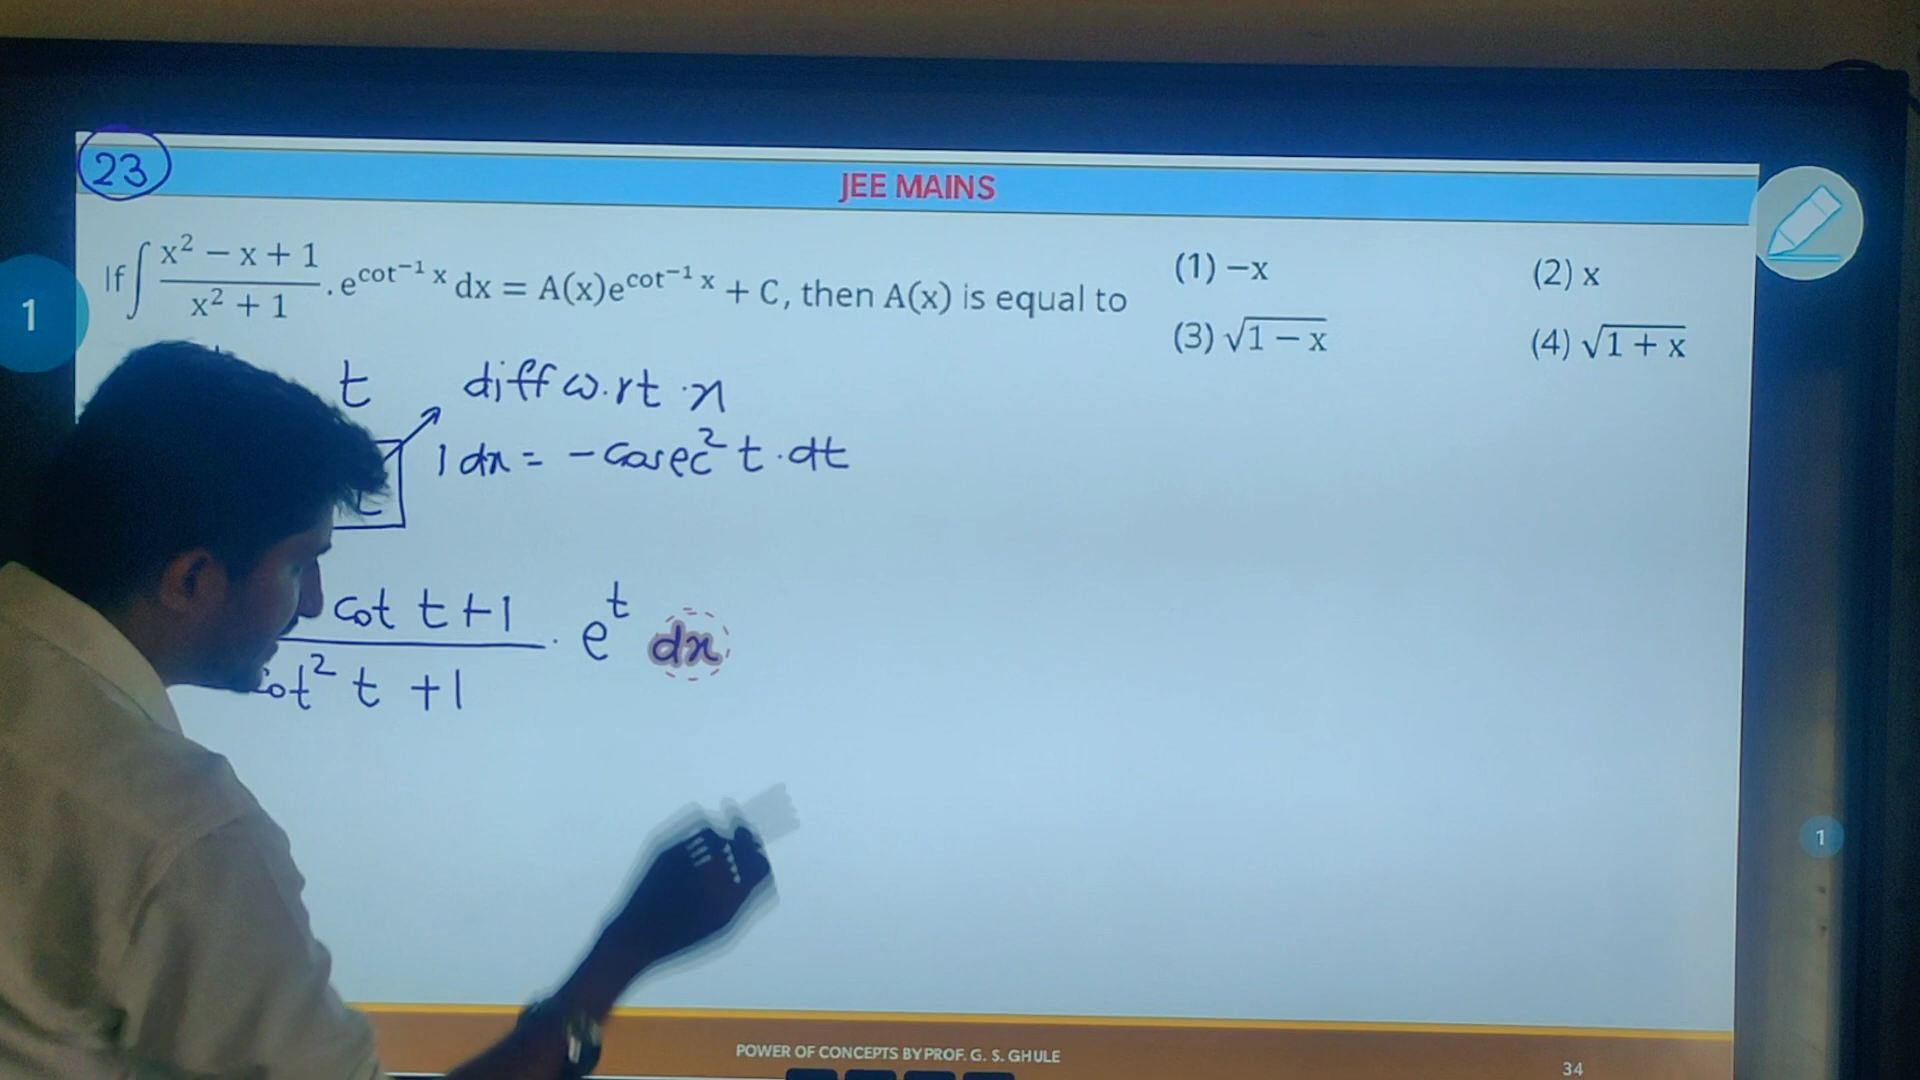 23
JEE MAINS
If ∫ (x² − x + 1)/(x² + 1) . e^(cot⁻¹ x) dx = A(x)e^(cot⁻¹ x) + C, then A(x) is equal to
(1) −x
(2) x
(3) √(1 − x)
(4) √(1 + x)
1
t diff w.r.t. x
1 dx = - cosec² t . dt
cot t + 1 . e^t dx
cot² t + 1
1
POWER OF CONCEPTS BY PROF. G. S. GHULE
34